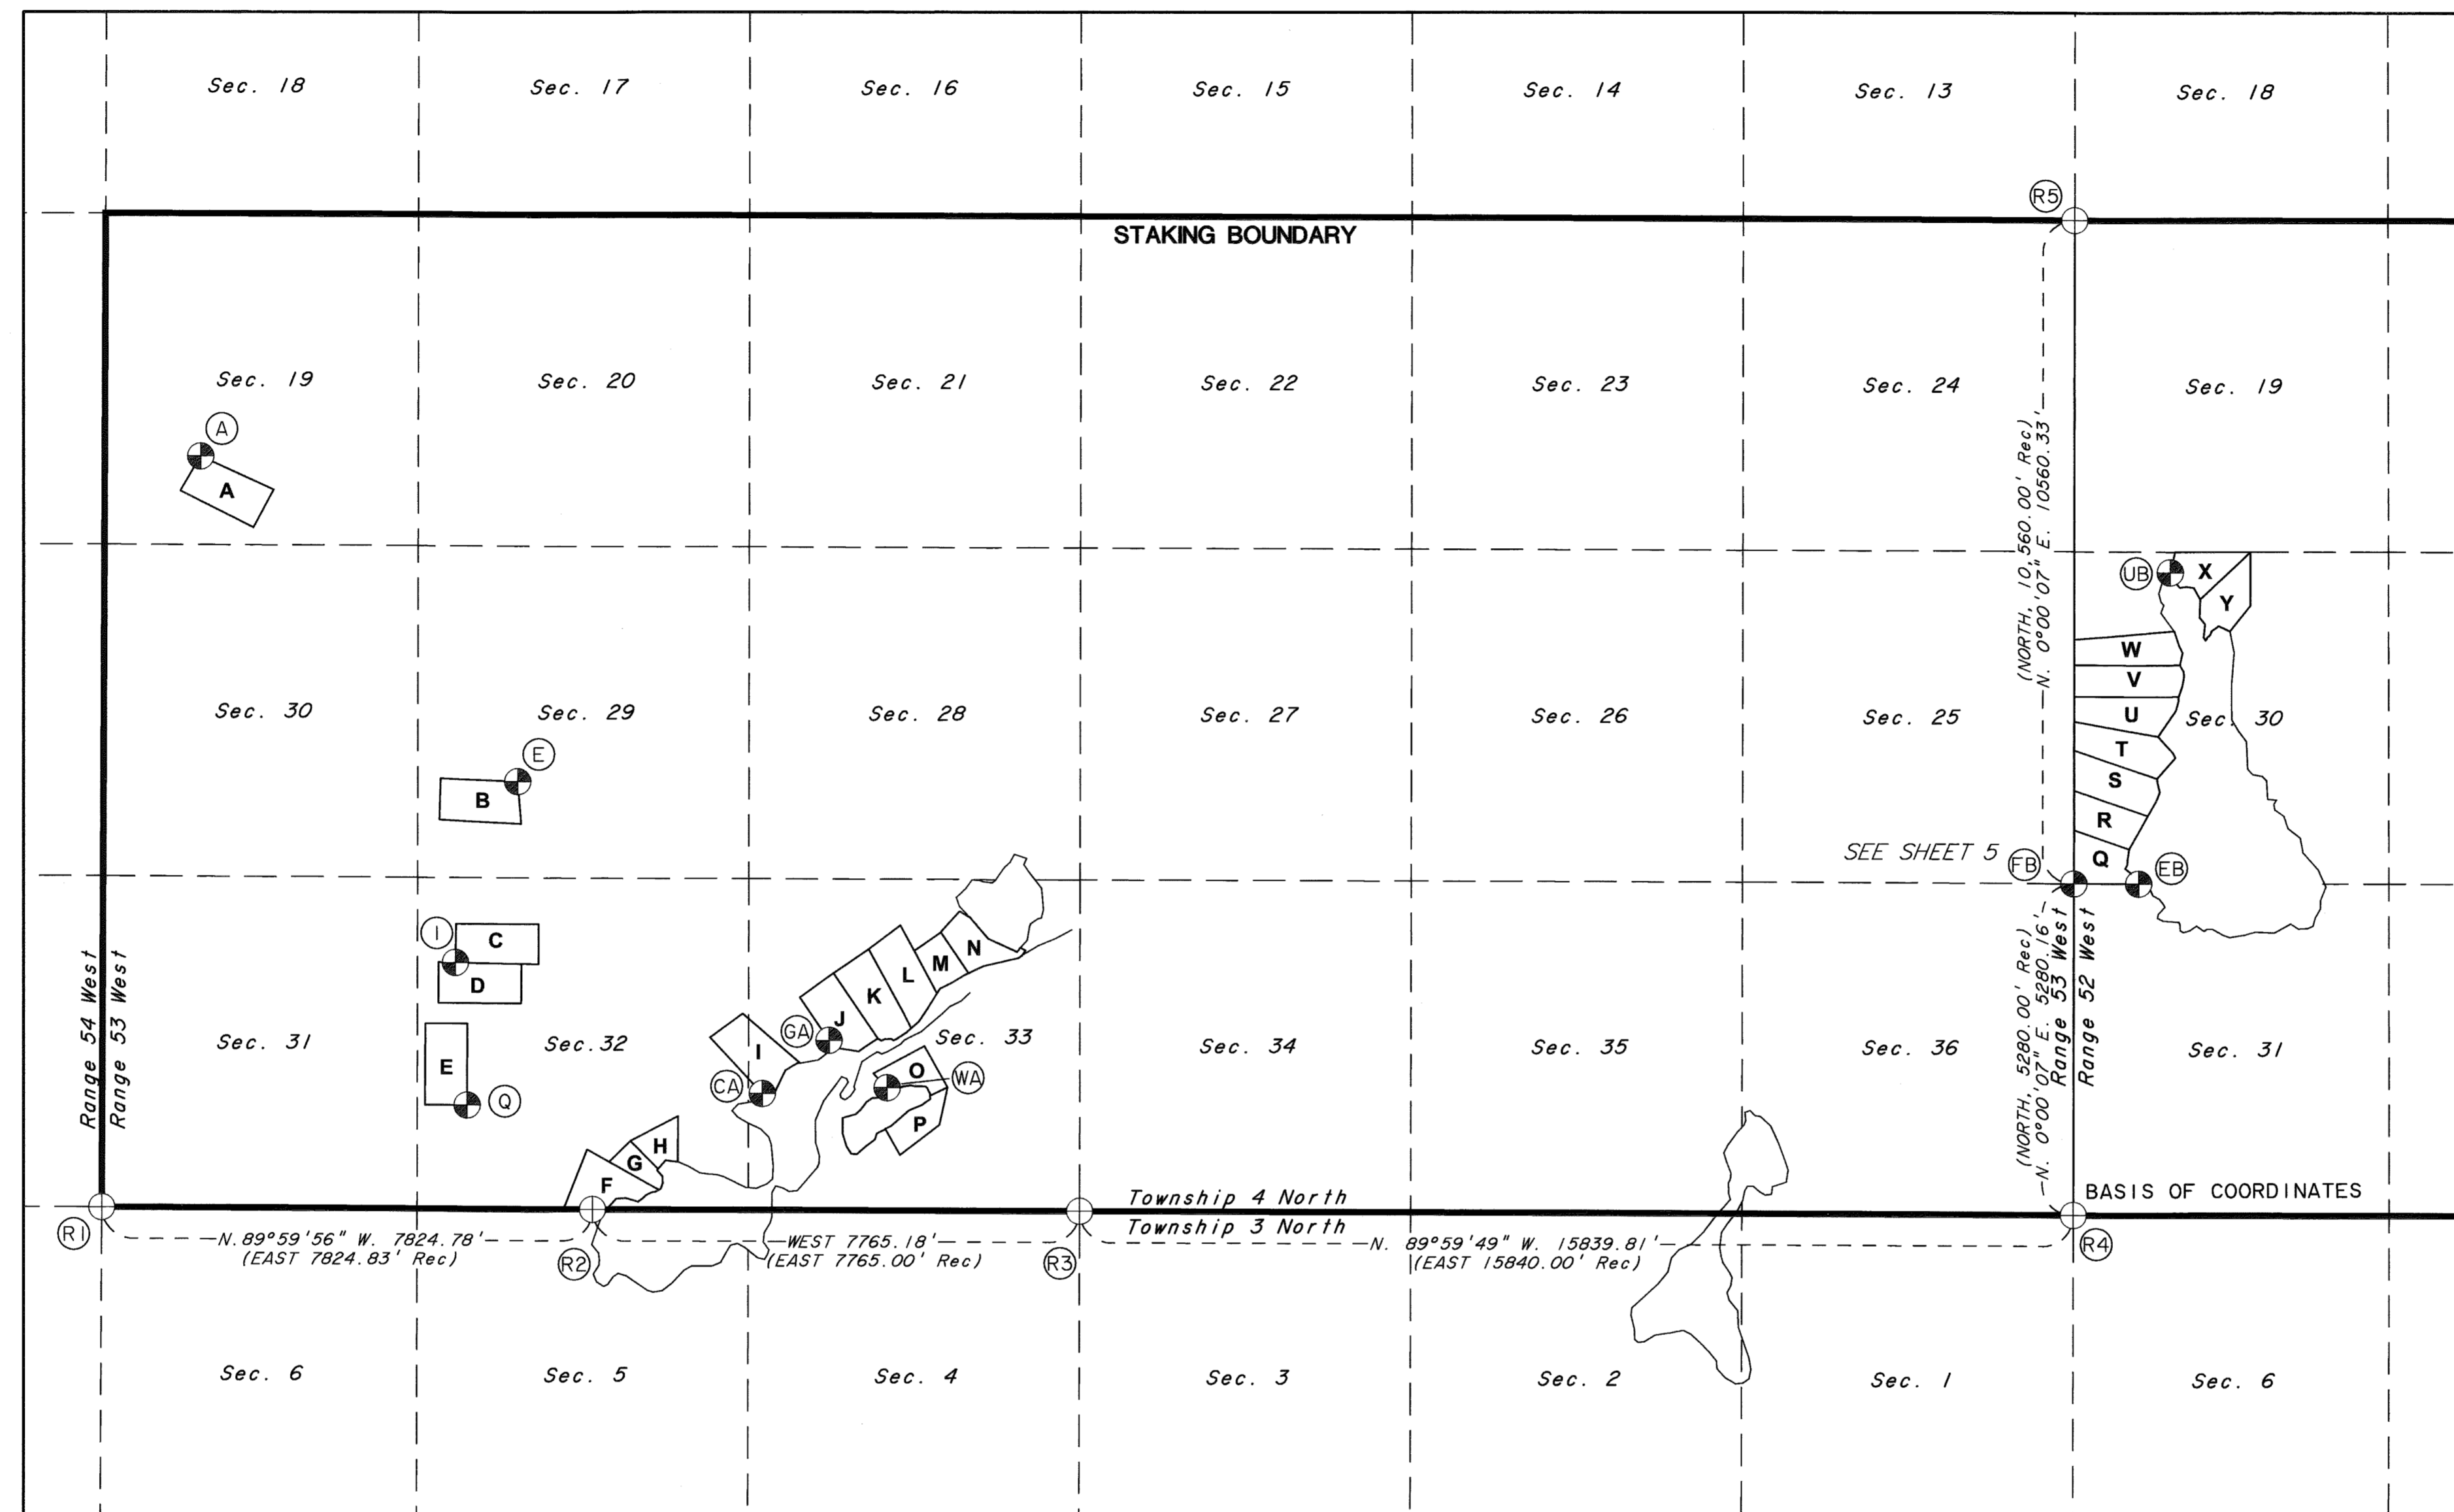 Sec. 18
Sec. 17
Sec. 16
Sec. 15
Sec. 14
Sec. 13
Sec. 18
R5
STAKING BOUNDARY
Sec. 19
Sec. 20
Sec. 21
Sec. 22
Sec. 23
Sec. 24
Sec. 19
A
A
(NORTH, 10,560.00' Rec)
N. 0°00'07" E. 10560.33'
UB
X
Y
W
V
U
T
S
R
Q
Sec. 30
Sec. 29
Sec. 28
Sec. 27
Sec. 26
Sec. 25
Sec. 30
E
B
SEE SHEET 5
FB
EB
I
C
D
N
M
L
K
J
GA
Range 54 West
Range 53 West
(NORTH, 5280.00' Rec)
N. 0°00'07" E. 5280.16'
Range 53 West
Range 52 West
Sec. 31
Sec. 32
Sec. 33
Sec. 34
Sec. 35
Sec. 36
Sec. 31
E
Q
I
CA
O
WA
P
H
G
F
Township 4 North
Township 3 North
BASIS OF COORDINATES
R1
N. 89°59'56" W. 7824.78'
(EAST 7824.83' Rec)
R2
WEST 7765.18'
(EAST 7765.00' Rec)
R3
N. 89°59'49" W. 15839.81'
(EAST 15840.00' Rec)
R4
Sec. 6
Sec. 5
Sec. 4
Sec. 3
Sec. 2
Sec. 1
Sec. 6